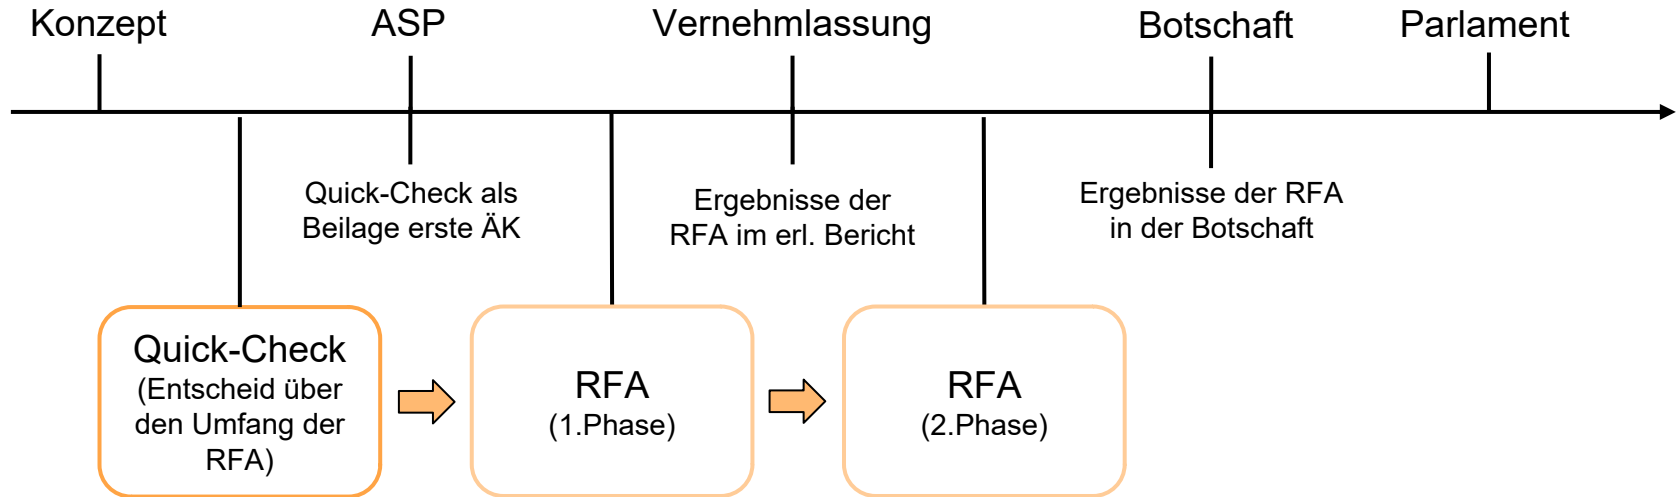 Konzept
ASP
Vernehmlassung
Botschaft
Parlament
Quick-Check als
Beilage erste ÄK
Ergebnisse der
RFA im erl. Bericht
Ergebnisse der RFA
in der Botschaft
Quick-Check
(Entscheid über
den Umfang der
RFA)
RFA
(1.Phase)
RFA
(2.Phase)